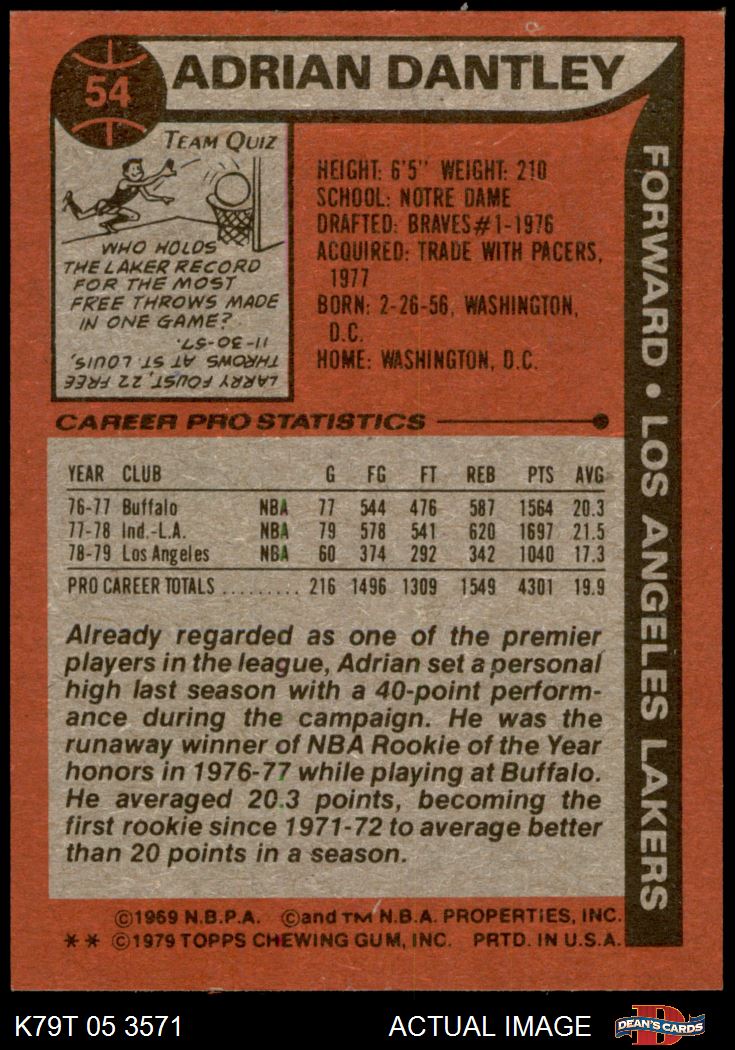 54
ADRIAN DANTLEY
TEAM QUIZ
WHO HOLDS
THE LAKER RECORD
FOR THE MOST
FREE THROWS MADE
IN ONE GAME?
LARRY FOUST, 22 FREE
THROWS AT ST. LOUIS,
11-30-57.
HEIGHT: 6'5" WEIGHT: 210
SCHOOL: NOTRE DAME
DRAFTED: BRAVES #1-1976
ACQUIRED: TRADE WITH PACERS,
1977
BORN: 2-26-56, WASHINGTON,
D.C.
HOME: WASHINGTON, D.C.
FORWARD • LOS ANGELES LAKERS
CAREER PRO STATISTICS
YEAR CLUB G FG FT REB PTS AVG
76-77 Buffalo NBA 77 544 476 587 1564 20.3
77-78 Ind.-L.A. NBA 79 578 541 620 1697 21.5
78-79 Los Angeles NBA 60 374 292 342 1040 17.3
PRO CAREER TOTALS ......... 216 1496 1309 1549 4301 19.9
Already regarded as one of the premier
players in the league, Adrian set a personal
high last season with a 40-point perform-
ance during the campaign. He was the
runaway winner of NBA Rookie of the Year
honors in 1976-77 while playing at Buffalo.
He averaged 20.3 points, becoming the
first rookie since 1971-72 to average better
than 20 points in a season.
©1969 N.B.P.A. ©and TM N.B.A. PROPERTIES, INC.
** ©1979 TOPPS CHEWING GUM, INC. PRTD. IN U.S.A.
K79T 05 3571 ACTUAL IMAGE
D
DEAN'S CARDS